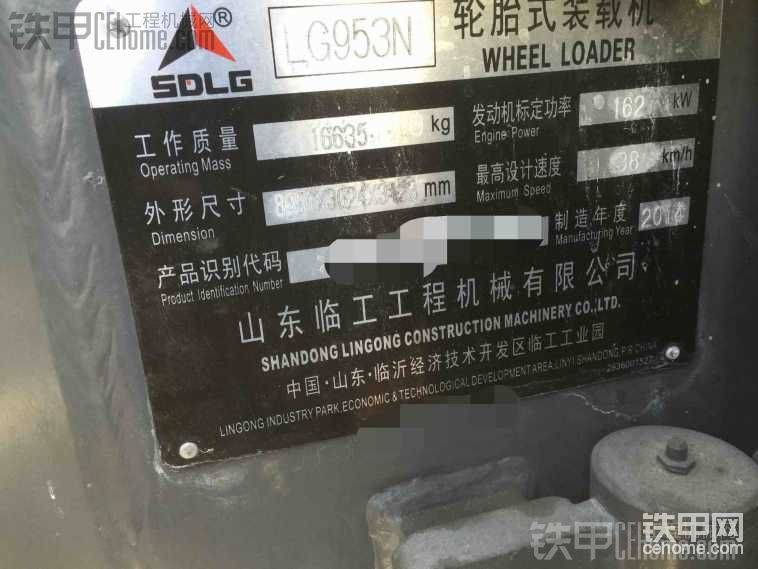 铁甲工程机械网
CEhome.com
SDLG ®
LG953N
轮胎式装载机
WHEEL LOADER
工作质量 16635 kg
Operating Mass
发动机标定功率 162 kW
Engine Power
外形尺寸 mm
Dimension
最高设计速度 38 km/h
Maximum Speed
产品识别代码
Product Identification Number
制造年度 2014
Manufacturing Year
山东临工工程机械有限公司
SHANDONG LINGONG CONSTRUCTION MACHINERY CO.,LTD.
中国·山东·临沂经济技术开发区临工工业园
LINGONG INDUSTRY PARK,ECONOMIC & TECHNOLOGICAL DEVELOPMENT AREA,LINYI SHANDONG,P.R.CHINA
铁甲网
cehome.com